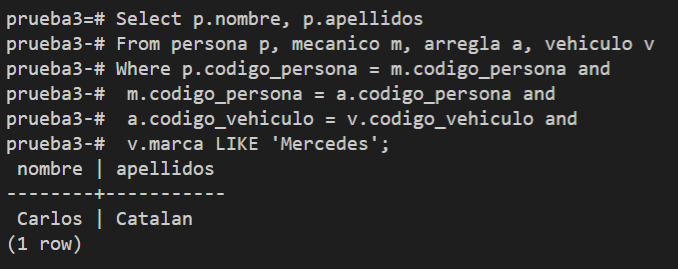 prueba3=# Select p.nombre, p.apellidos
prueba3-# From persona p, mecanico m, arregla a, vehiculo v
prueba3-# Where p.codigo_persona = m.codigo_persona and
prueba3-#  m.codigo_persona = a.codigo_persona and
prueba3-#  a.codigo_vehiculo = v.codigo_vehiculo and
prueba3-#  v.marca LIKE 'Mercedes';
 nombre | apellidos
--------+-----------
 Carlos | Catalan
(1 row)